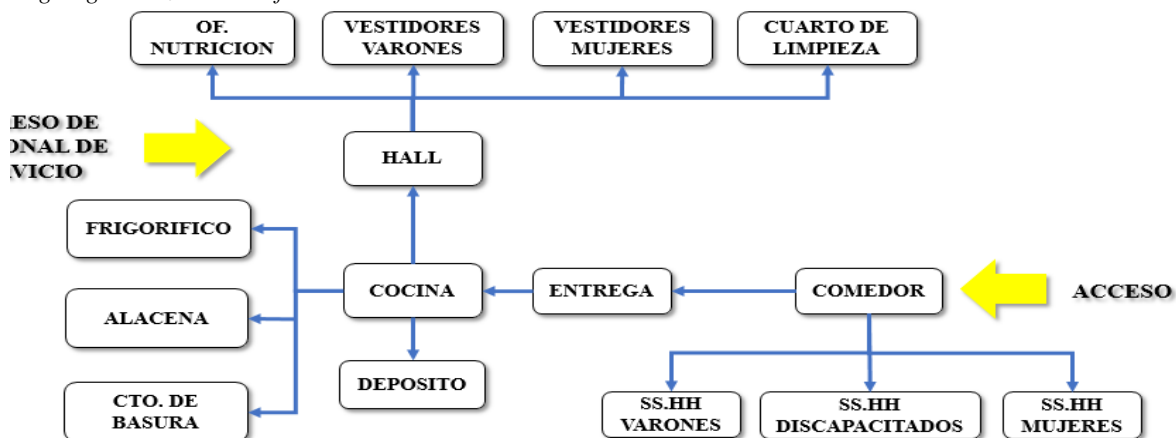 OF.
NUTRICION
VESTIDORES
VARONES
VESTIDORES
MUJERES
CUARTO DE
LIMPIEZA
ESO DE
ONAL DE
VICIO
HALL
FRIGORIFICO
COCINA
ENTREGA
COMEDOR
ACCESO
ALACENA
DEPOSITO
CTO. DE
BASURA
SS.HH
VARONES
SS.HH
DISCAPACITADOS
SS.HH
MUJERES